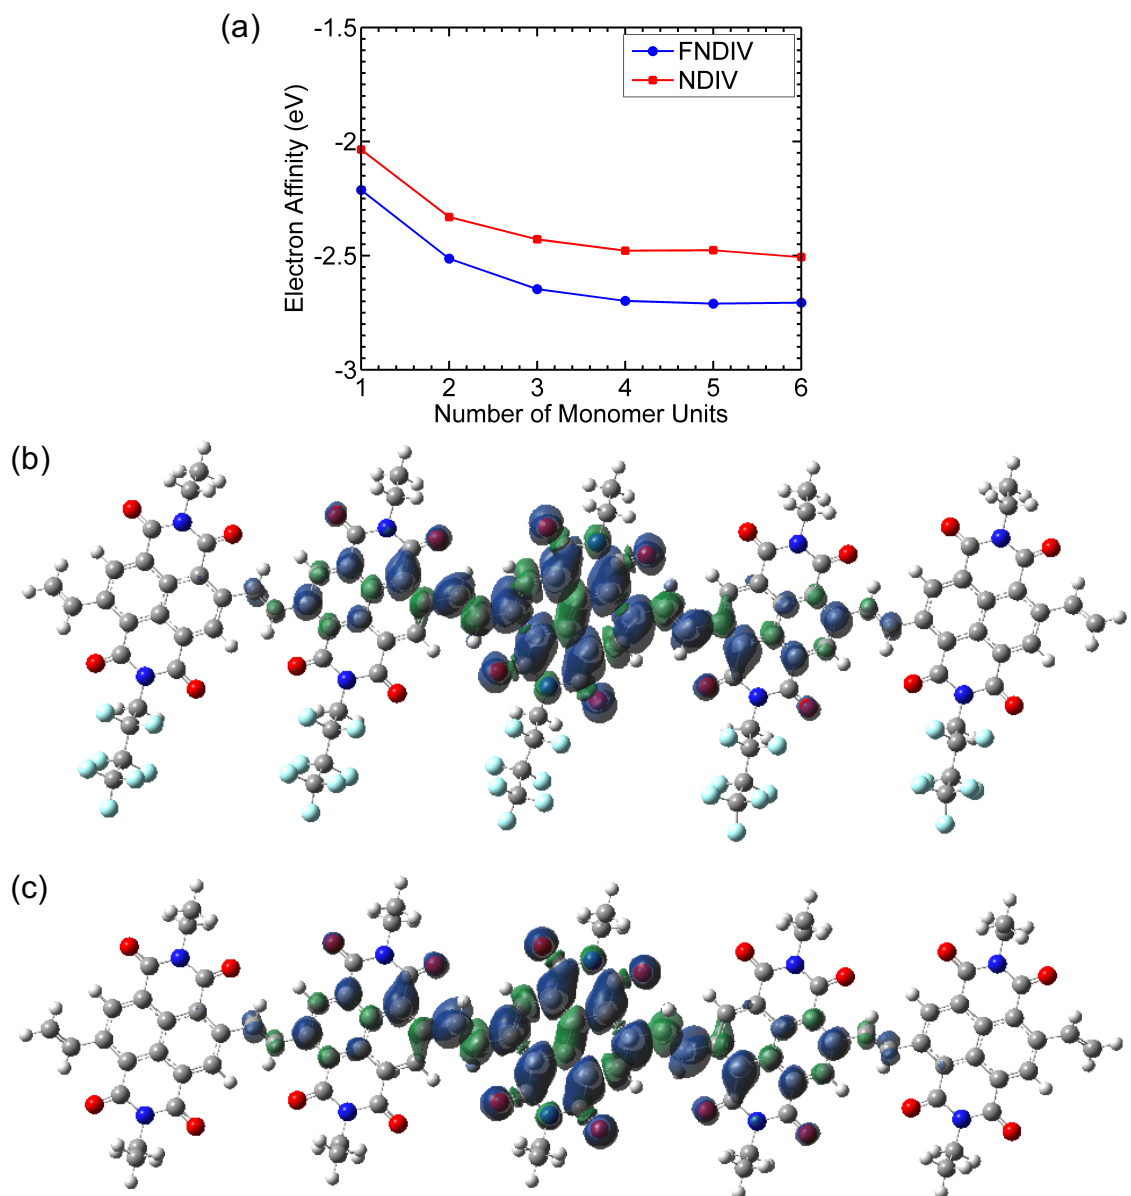 (a)
-1.5
-2
-2.5
-3
Electron Affinity (eV)
FNDIV
NDIV
1 2 3 4 5 6
Number of Monomer Units
(b)
(c)